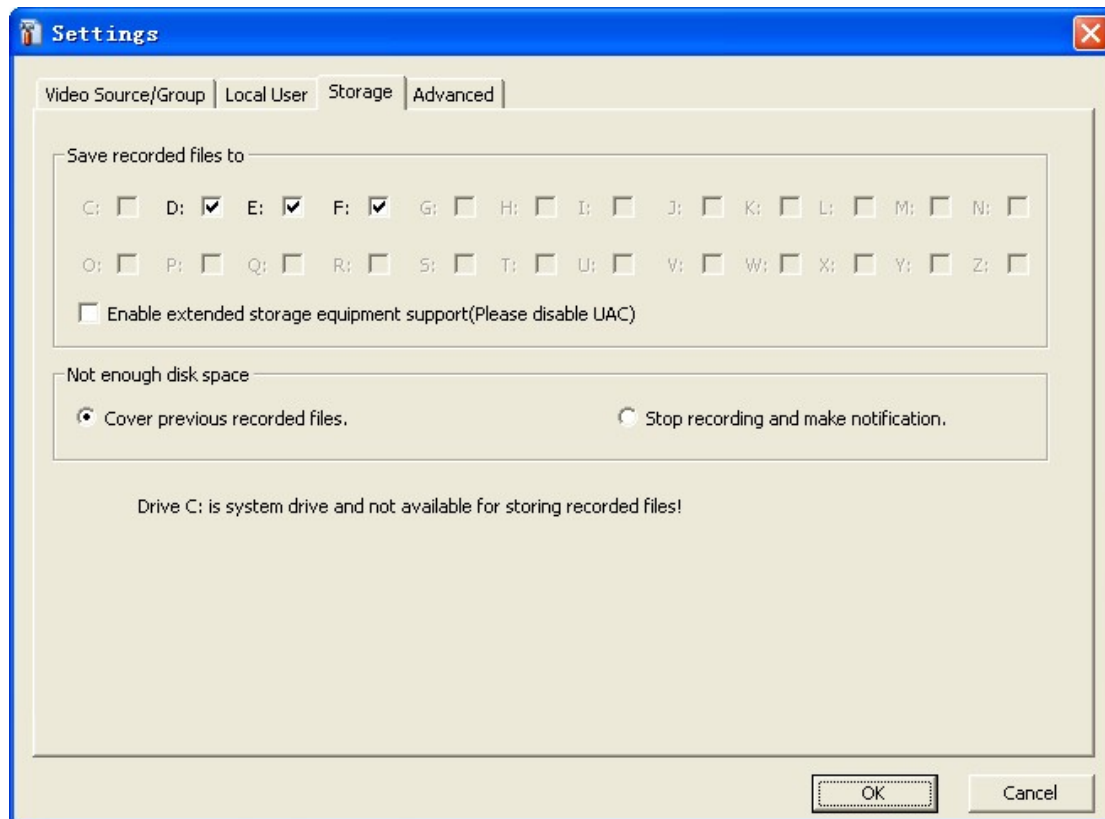 Settings
Video Source/Group Local User Storage Advanced
Save recorded files to
C: D: E: F: G: H: I: J: K: L: M: N:
O: P: Q: R: S: T: U: V: W: X: Y: Z:
Enable extended storage equipment support(Please disable UAC)
Not enough disk space
Cover previous recorded files. Stop recording and make notification.
Drive C: is system drive and not available for storing recorded files!
OK Cancel